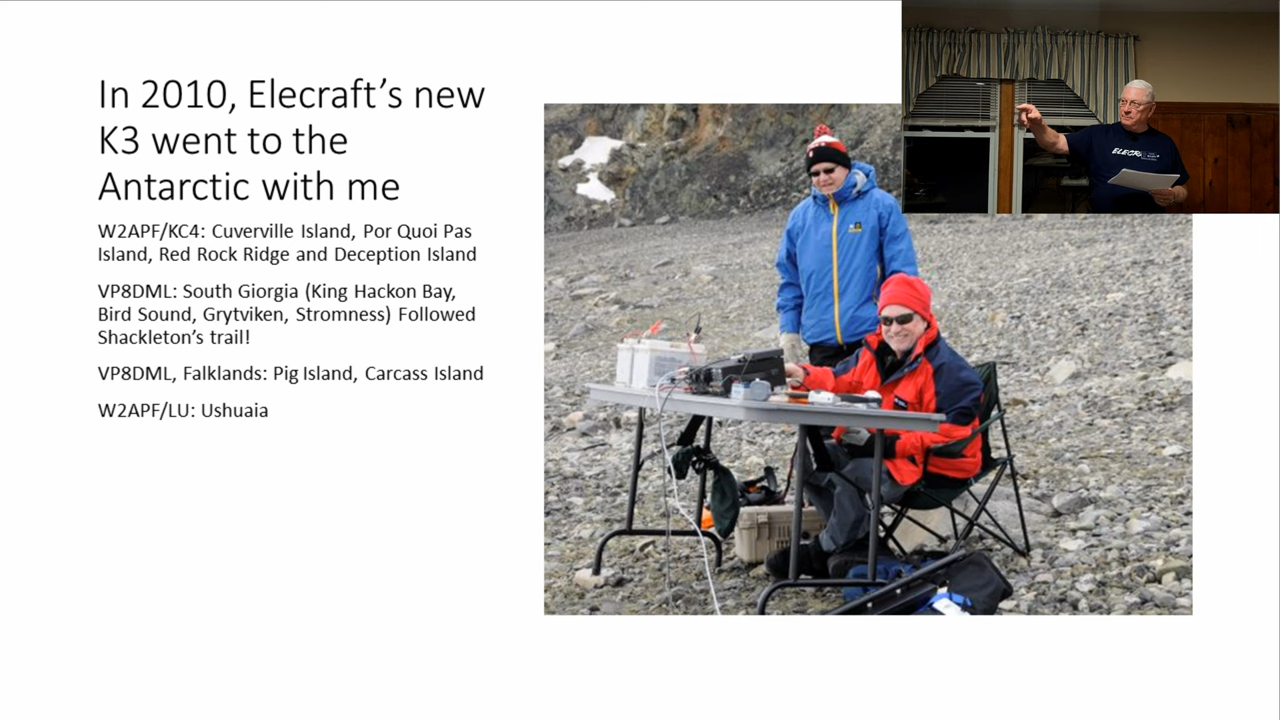 In 2010, Elecraft's new
K3 went to the
Antarctic with me
W2APF/KC4: Cuverville Island, Por Quoi Pas
Island, Red Rock Ridge and Deception Island
VP8DML: South Giorgia (King Hackon Bay,
Bird Sound, Grytviken, Stromness) Followed
Shackleton's trail!
VP8DML, Falklands: Pig Island, Carcass Island
W2APF/LU: Ushuaia